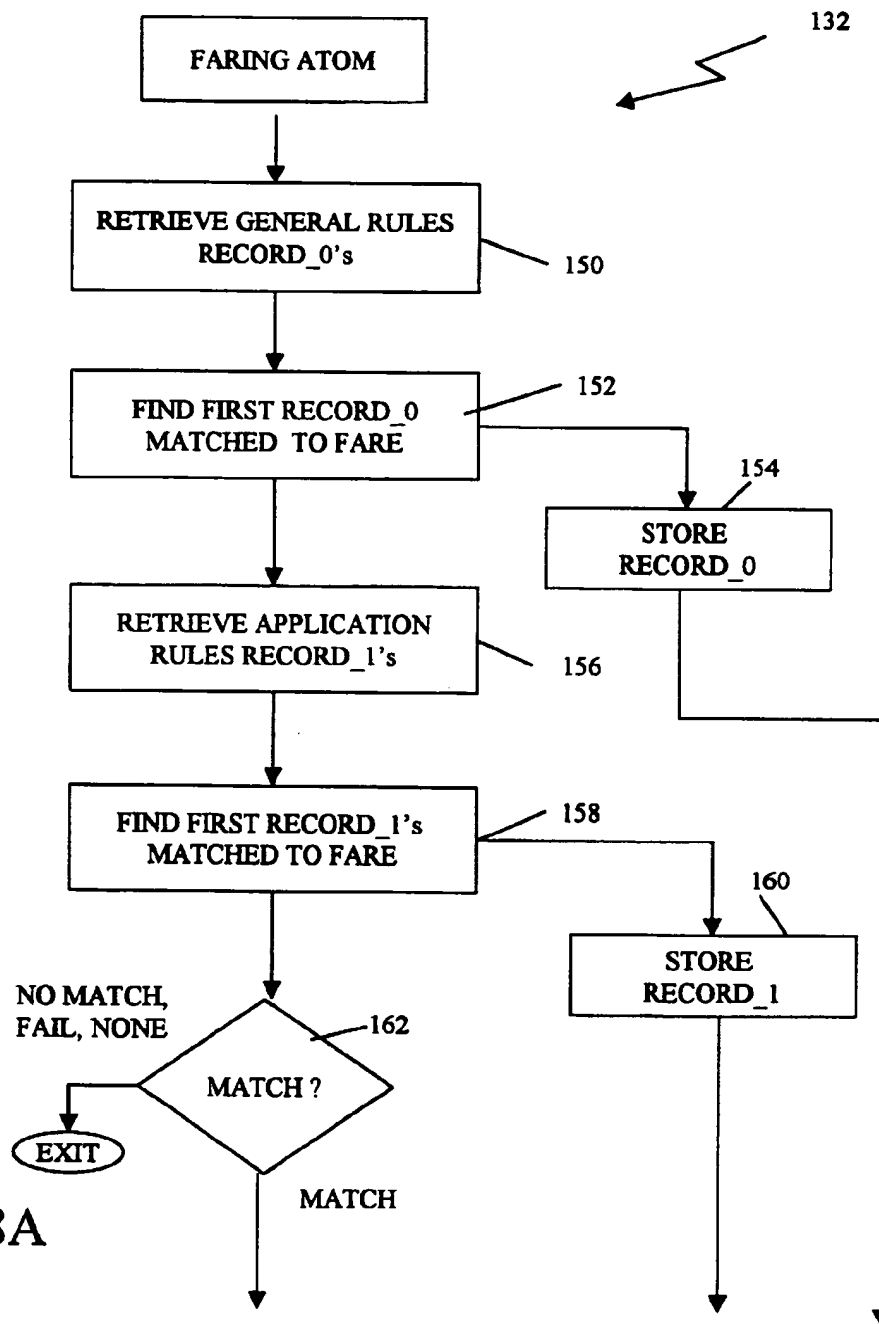 132
FARING ATOM
RETRIEVE GENERAL RULES
RECORD_0's
150
FIND FIRST RECORD_0
MATCHED TO FARE
152
154
STORE
RECORD_0
RETRIEVE APPLICATION
RULES RECORD_1's
156
FIND FIRST RECORD_1's
MATCHED TO FARE
158
160
STORE
RECORD_1
NO MATCH,
FAIL, NONE
162
MATCH ?
EXIT
MATCH
8A